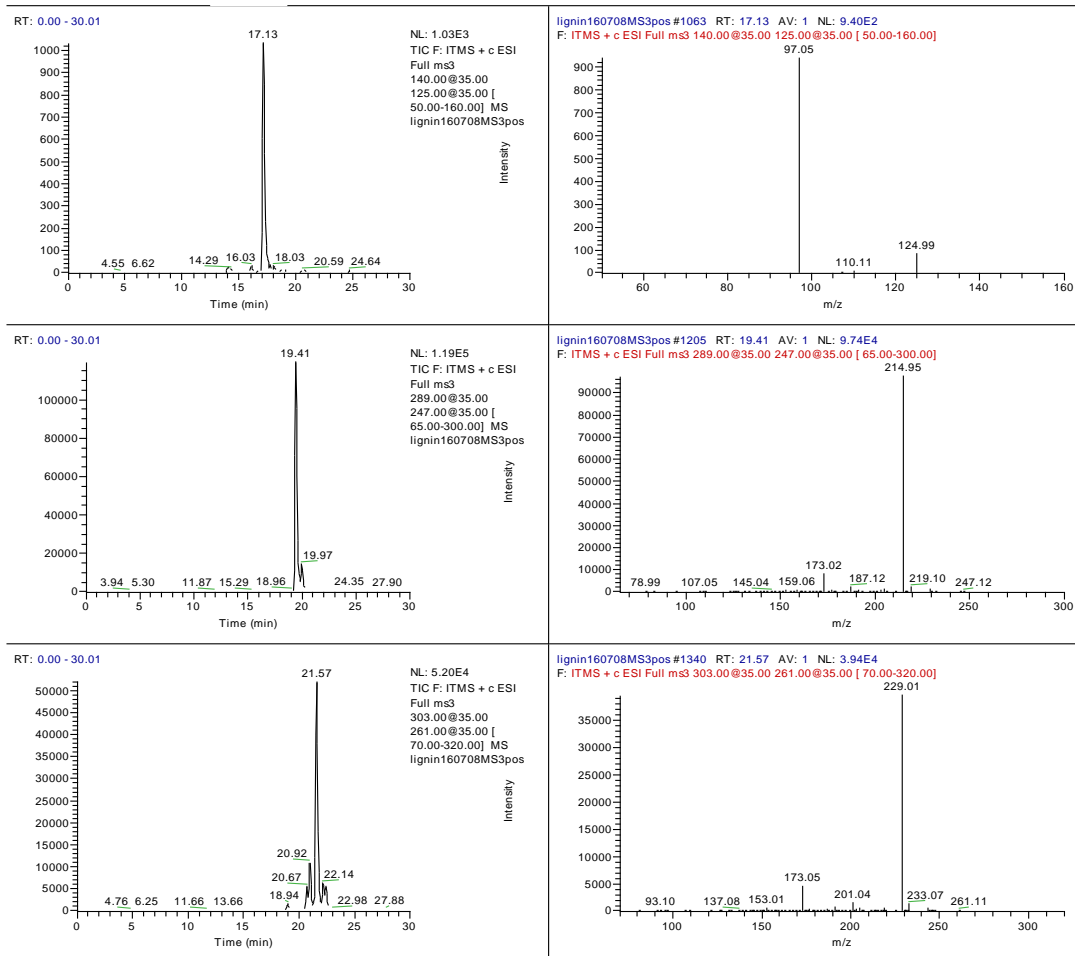 RT: 0.00 - 30.01
17.13
1000
900
800
700
600
500
400
300
200
100
0
4.55 6.62 14.29 16.03 18.03 20.59 24.64
0 5 10 15 20 25 30
Time (min)
NL: 1.03E3
TIC F: ITMS + c ESI
Full ms3
140.00@35.00
125.00@35.00 [
50.00-160.00] MS
lignin160708MS3pos
lignin160708MS3pos #1063 RT: 17.13 AV: 1 NL: 9.40E2
F: ITMS + c ESI Full ms3 140.00@35.00 125.00@35.00 [ 50.00-160.00]
97.05
900
800
700
600
500
400
300
200
100
0
Intensity
110.11
124.99
60 80 100 120 140 160
m/z
RT: 0.00 - 30.01
19.41
100000
80000
60000
40000
20000
0
19.97
3.94 5.30 11.87 15.29 18.96 24.35 27.90
0 5 10 15 20 25 30
Time (min)
NL: 1.19E5
TIC F: ITMS + c ESI
Full ms3
289.00@35.00
247.00@35.00 [
65.00-300.00] MS
lignin160708MS3pos
lignin160708MS3pos #1205 RT: 19.41 AV: 1 NL: 9.74E4
F: ITMS + c ESI Full ms3 289.00@35.00 247.00@35.00 [ 65.00-300.00]
214.95
90000
80000
70000
60000
50000
40000
30000
20000
10000
0
Intensity
173.02
78.99 107.05 145.04 159.06 187.12 219.10 247.12
100 150 200 250 300
m/z
RT: 0.00 - 30.01
21.57
50000
45000
40000
35000
30000
25000
20000
15000
10000
5000
0
20.92
20.67 22.14
18.94
4.76 6.25 11.66 13.66 22.98 27.88
0 5 10 15 20 25 30
Time (min)
NL: 5.20E4
TIC F: ITMS + c ESI
Full ms3
303.00@35.00
261.00@35.00 [
70.00-320.00] MS
lignin160708MS3pos
lignin160708MS3pos #1340 RT: 21.57 AV: 1 NL: 3.94E4
F: ITMS + c ESI Full ms3 303.00@35.00 261.00@35.00 [ 70.00-320.00]
229.01
35000
30000
25000
20000
15000
10000
5000
0
Intensity
173.05
93.10 137.08 153.01 201.04 233.07 261.11
100 150 200 250 300
m/z